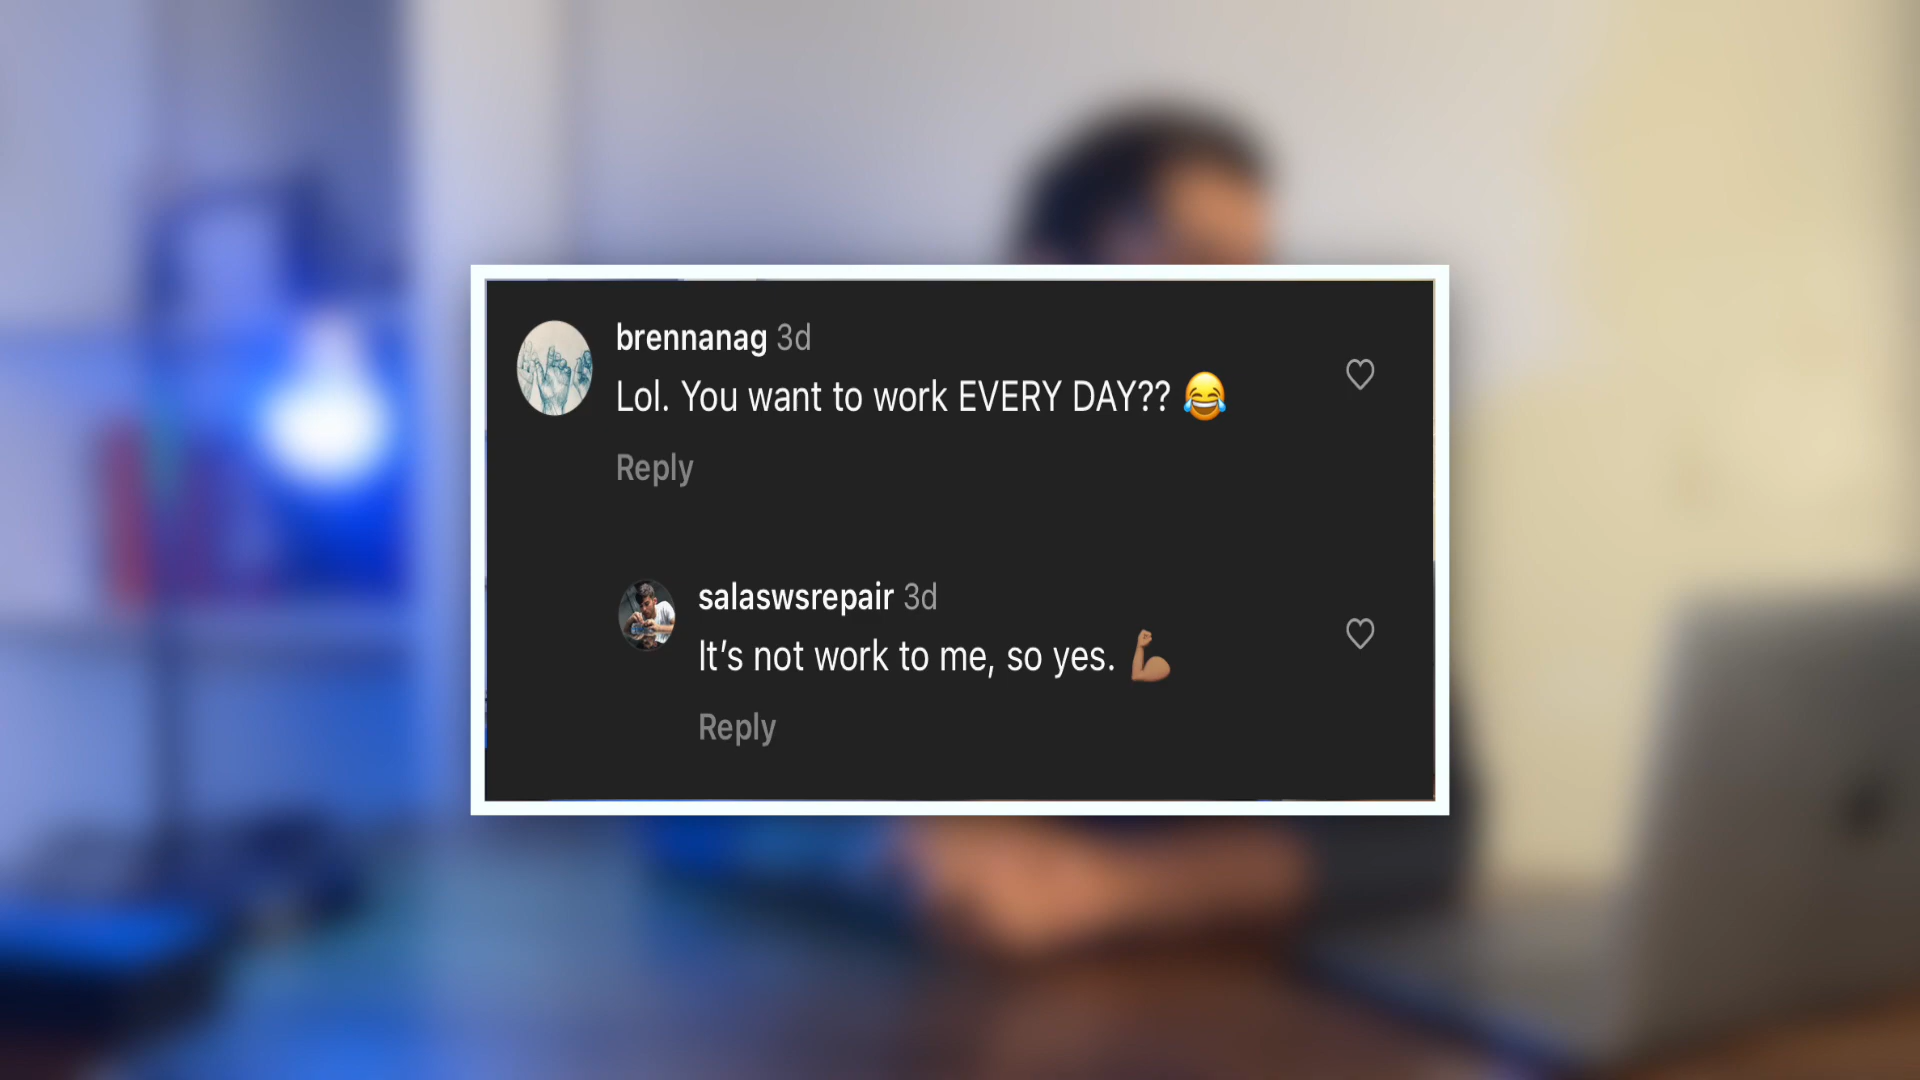 brennanag 3d
Lol. You want to work EVERY DAY?? 😂
Reply
salaswsrepair 3d
It’s not work to me, so yes. 💪🏽
Reply